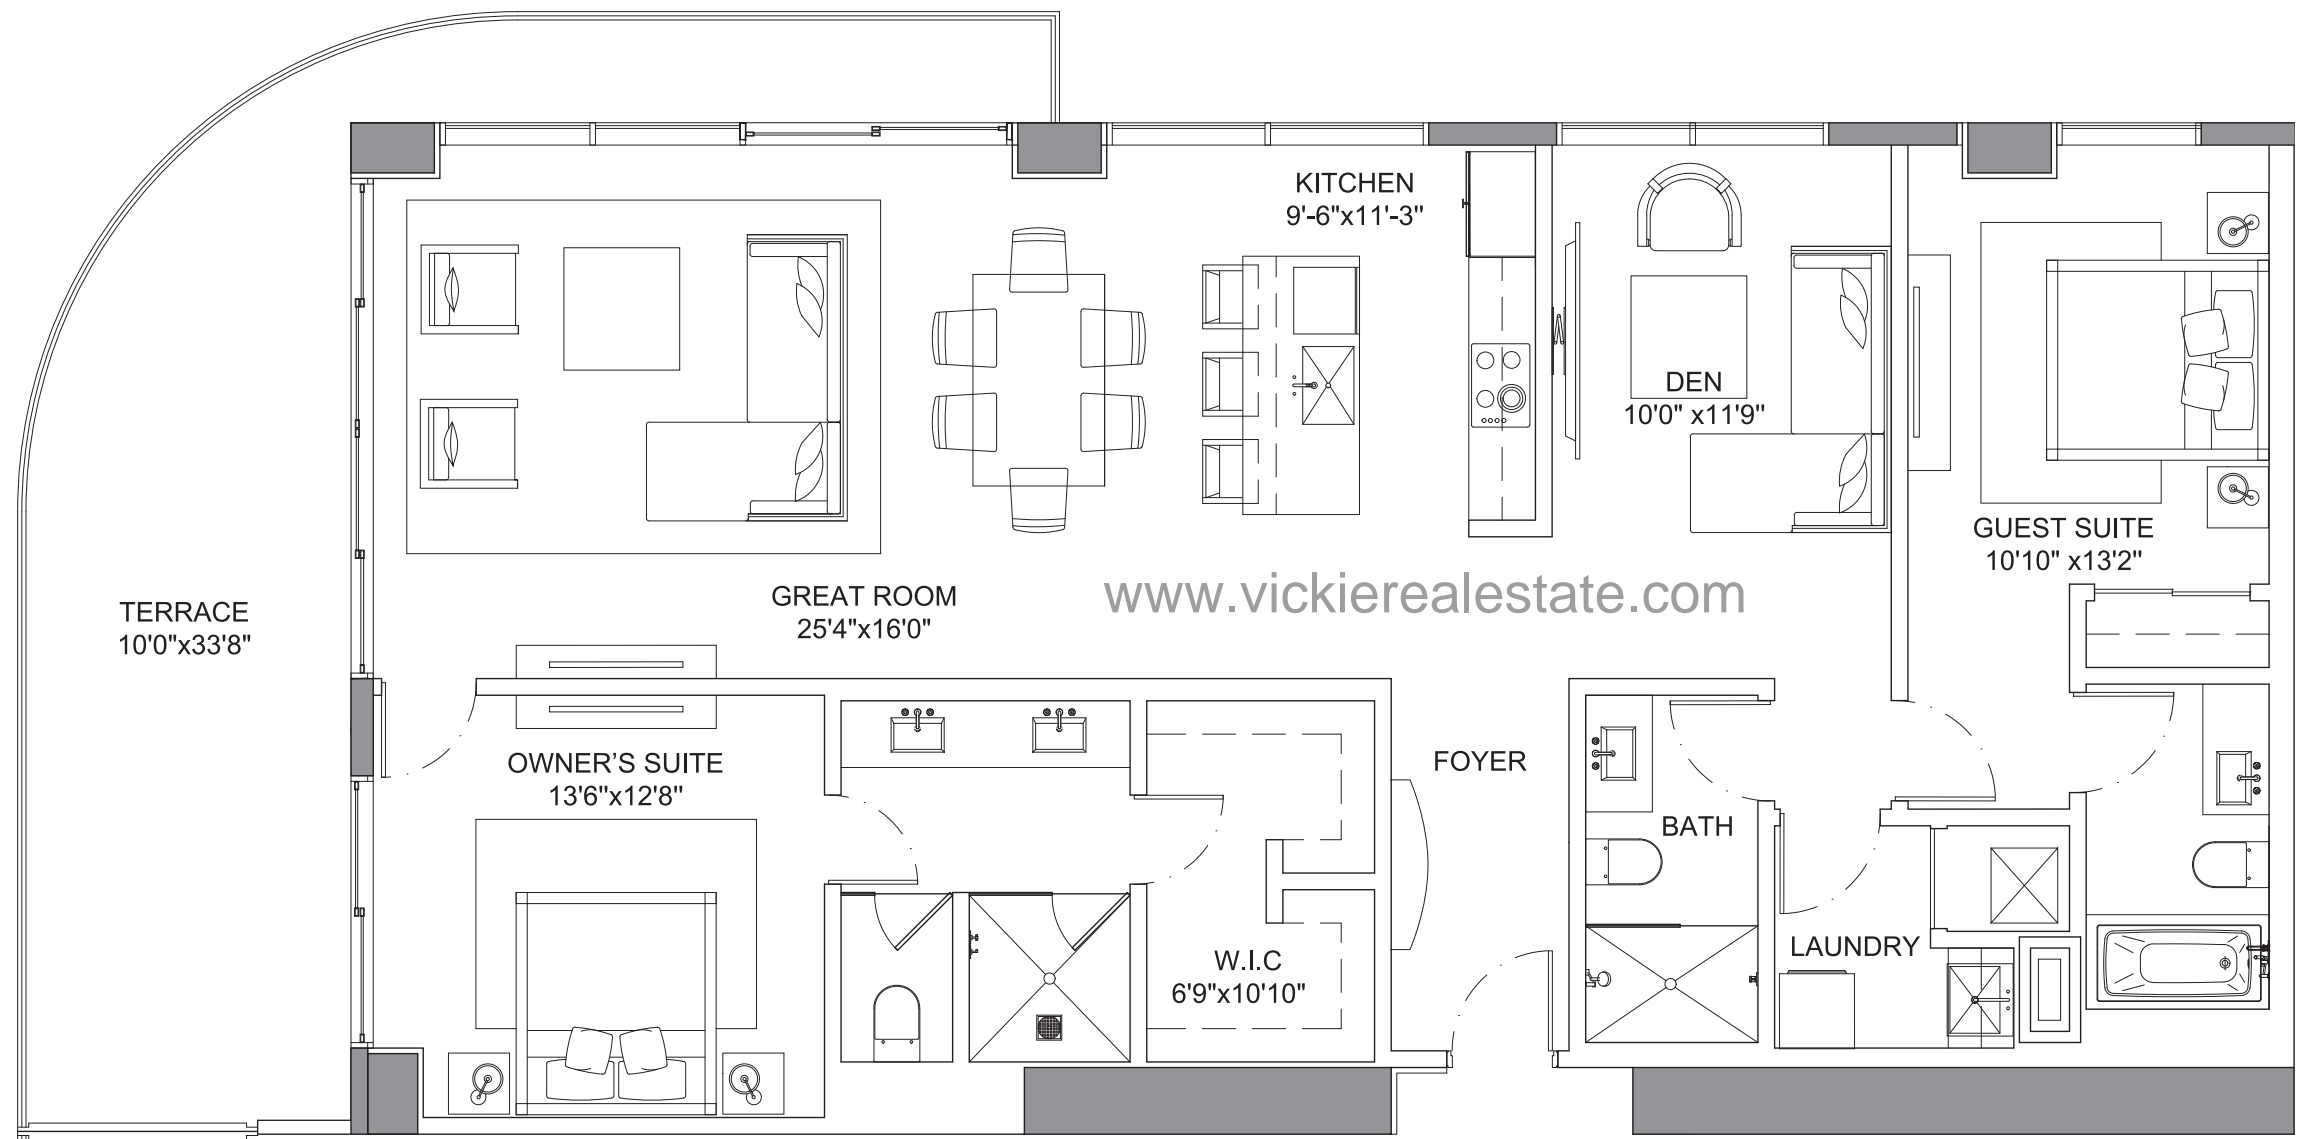 KITCHEN
9'-6"x11'-3"
DEN
10'0" x11'9"
GUEST SUITE
10'10" x13'2"
GREAT ROOM
25'4"x16'0"
www.vickierealestate.com
TERRACE
10'0"x33'8"
OWNER'S SUITE
13'6"x12'8"
FOYER
BATH
LAUNDRY
W.I.C
6'9"x10'10"